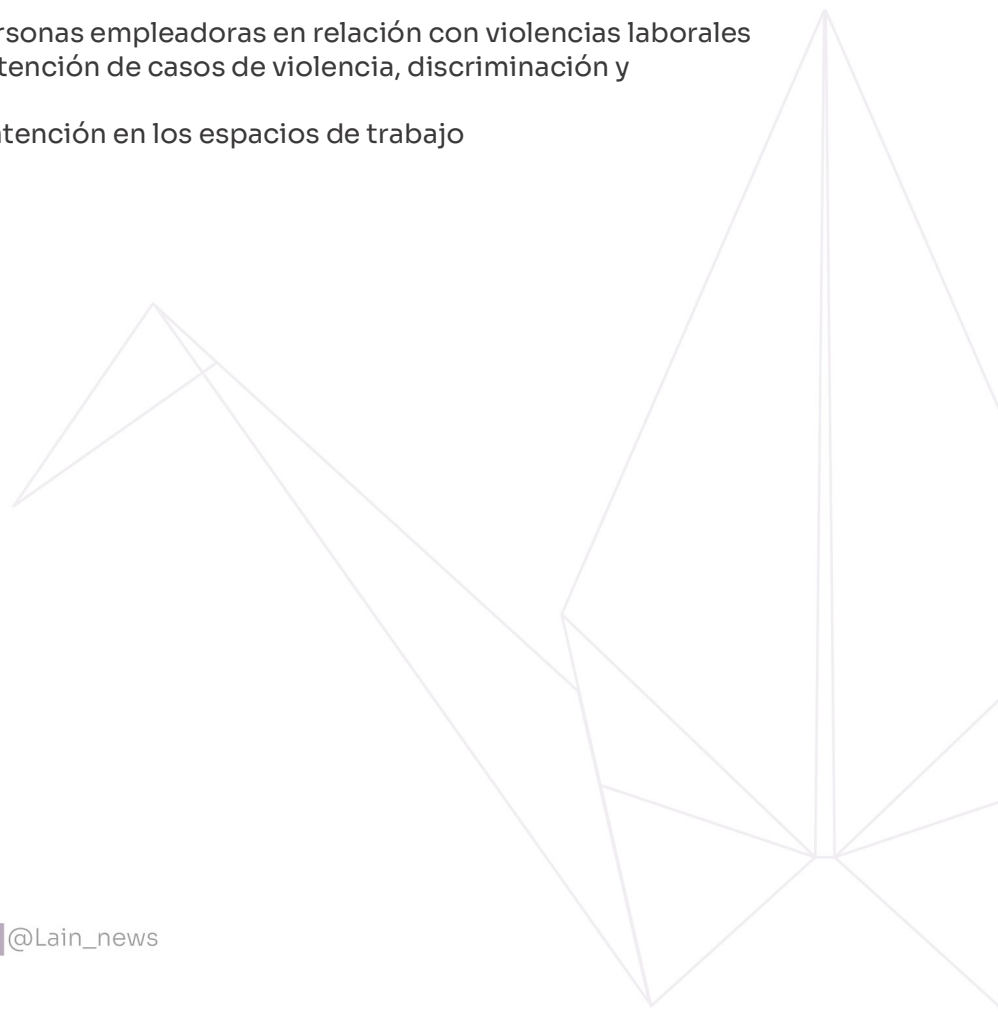 rsonas empleadoras en relación con violencias laborales
tención de casos de violencia, discriminación y
atención en los espacios de trabajo
@Lain_news